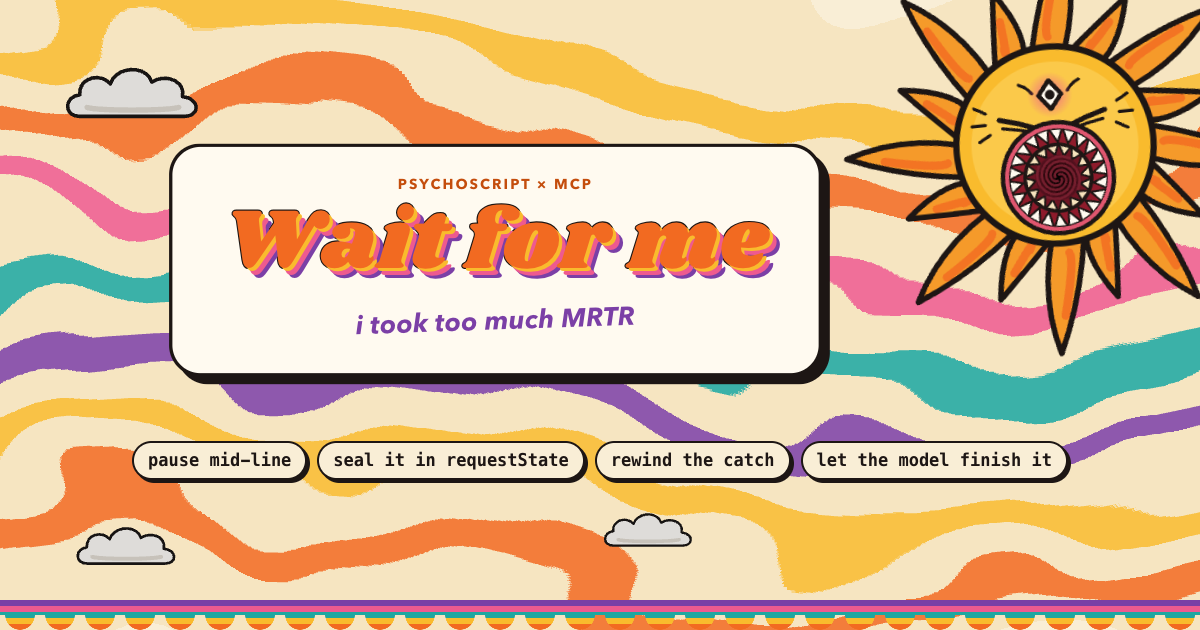 PSYCHOSCRIPT × MCP
Wait for me
i took too much MRTR
pause mid-line
seal it in requestState
rewind the catch
let the model finish it